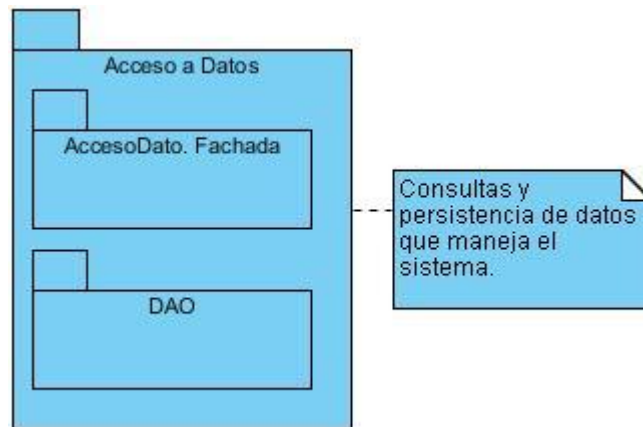 Acceso a Datos
AccesoDato. Fachada
Consultas y
persistencia de datos
que maneja el
sistema.
DAO